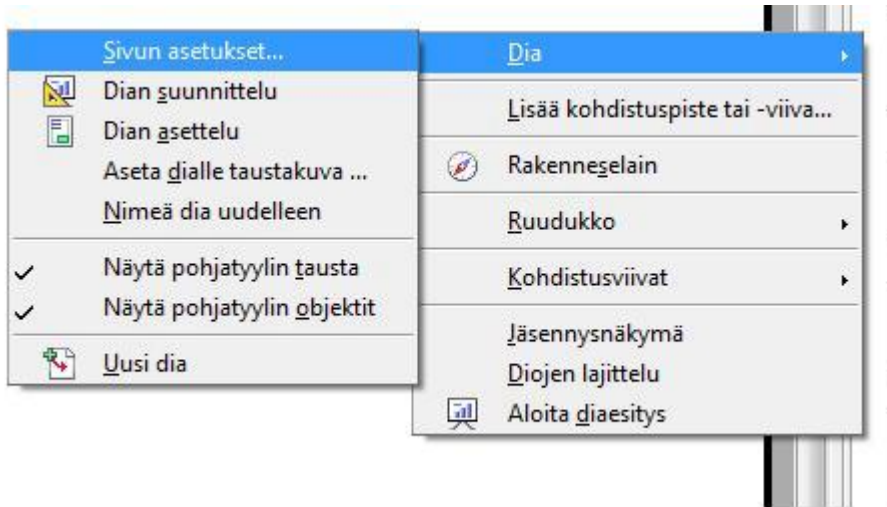 Sivun asetukset...
Dian suunnittelu
Dian asettelu
Aseta dialle taustakuva ...
Nimeä dia uudelleen
Näytä pohjatyylin tausta
Näytä pohjatyylin objektit
Uusi dia
Dia
Lisää kohdistuspiste tai -viiva...
Rakenneselain
Ruudukko
Kohdistusviivat
Jäsennysnäkymä
Diojen lajittelu
Aloita diaesitys